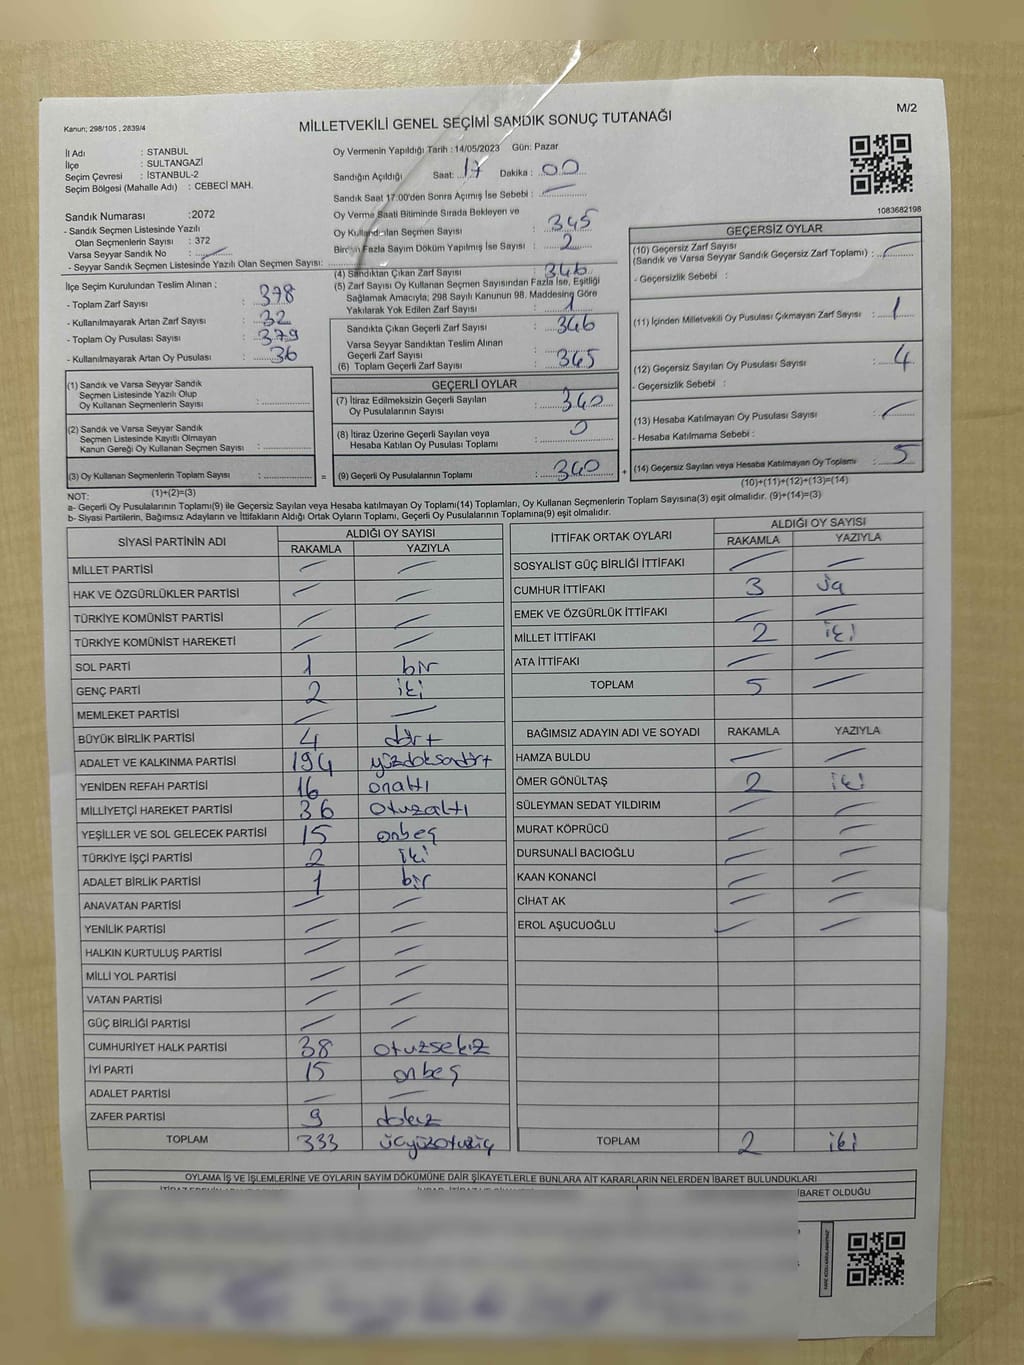 M/2
Kanun; 298/105 , 2839/4
MİLLETVEKİLİ GENEL SEÇİMİ SANDIK SONUÇ TUTANAĞI
İl Adı : STANBUL
İlçe : SULTANGAZİ
Seçim Çevresi : İSTANBUL-2
Seçim Bölgesi (Mahalle Adı) : CEBECİ MAH.
Sandık Numarası :2072
- Sandık Seçmen Listesinde Yazılı
Olan Seçmenlerin Sayısı : 372
Varsa Seyyar Sandık No :
- Seyyar Sandık Seçmen Listesinde Yazılı Olan Seçmen Sayısı:
Oy Vermenin Yapıldığı Tarih : 14/05/2023 Gün: Pazar
Sandığın Açıldığı Saat: 17 Dakika : 00
Sandık Saat 17:00'den Sonra Açılmış İse Sebebi :
Oy Verme Saati Bitiminde Sırada Bekleyen ve
Oy Kullandılan Seçmen Sayısı : 345
Birden Fazla Sayım Döküm Yapılmış İse Sayısı : 2
1083682198
İlçe Seçim Kurulundan Teslim Alınan ;
- Toplam Zarf Sayısı : 378
- Kullanılmayarak Artan Zarf Sayısı : 32
- Toplam Oy Pusulası Sayısı : 379
- Kullanılmayarak Artan Oy Pusulası : 36
(4) Sandıktan Çıkan Zarf Sayısı : 346
(5) Zarf Sayısı Oy Kullanan Seçmen Sayısından Fazla İse, Eşitliği
Sağlamak Amacıyla; 298 Sayılı Kanunun 98. Maddesine Göre
Yakılarak Yok Edilen Zarf Sayısı : 1
Sandıkta Çıkan Geçerli Zarf Sayısı : 346
Varsa Seyyar Sandıktan Teslim Alınan
Geçerli Zarf Sayısı :
(6) Toplam Geçerli Zarf Sayısı : 345
GEÇERSİZ OYLAR
(10) Geçersiz Zarf Sayısı
(Sandık ve Varsa Seyyar Sandık Geçersiz Zarf Toplamı) :
- Geçersizlik Sebebi :
(11) İçinden Milletvekili Oy Pusulası Çıkmayan Zarf Sayısı : 1
(12) Geçersiz Sayılan Oy Pusulası Sayısı : 4
- Geçersizlik Sebebi :
(13) Hesaba Katılmayan Oy Pusulası Sayısı :
- Hesaba Katılmama Sebebi :
(14) Geçersiz Sayılan veya Hesaba Katılmayan Oy Toplamı : 5
(10)+(11)+(12)+(13)=(14)
(1) Sandık ve Varsa Seyyar Sandık
Seçmen Listesinde Yazılı Olup
Oy Kullanan Seçmenlerin Sayısı :
(2) Sandık ve Varsa Seyyar Sandık
Seçmen Listesinde Kayıtlı Olmayan
Kanun Gereği Oy Kullanan Seçmen Sayısı :
(3) Oy Kullanan Seçmenlerin Toplam Sayısı :
(1)+(2)=(3)
GEÇERLİ OYLAR
(7) İtiraz Edilmeksizin Geçerli Sayılan
Oy Pusulalarının Sayısı : 340
(8) İtiraz Üzerine Geçerli Sayılan veya
Hesaba Katılan Oy Pusulası Toplamı : 0
= (9) Geçerli Oy Pusulalarının Toplamı : 340 +
NOT:
a- Geçerli Oy Pusulalarının Toplamı(9) ile Geçersiz Sayılan veya Hesaba katılmayan Oy Toplamı(14) Toplamları, Oy Kullanan Seçmenlerin Toplam Sayısına(3) eşit olmalıdır. (9)+(14)=(3)
b- Siyasi Partilerin, Bağımsız Adayların ve İttifakların Aldığı Ortak Oyların Toplamı, Geçerli Oy Pusulalarının Toplamına(9) eşit olmalıdır.
SİYASİ PARTİNİN ADI ALDIĞI OY SAYISI
RAKAMLA YAZIYLA
MİLLET PARTİSİ
HAK VE ÖZGÜRLÜKLER PARTİSİ
TÜRKİYE KOMÜNİST PARTİSİ
TÜRKİYE KOMÜNİST HAREKETİ
SOL PARTİ 1 bir
GENÇ PARTİ 2 iki
MEMLEKET PARTİSİ
BÜYÜK BİRLİK PARTİSİ 4 dört
ADALET VE KALKINMA PARTİSİ 194 yüzdoksandört
YENİDEN REFAH PARTİSİ 16 onaltı
MİLLİYETÇİ HAREKET PARTİSİ 36 otuzaltı
YEŞİLLER VE SOL GELECEK PARTİSİ 15 onbeş
TÜRKİYE İŞÇİ PARTİSİ 2 iki
ADALET BİRLİK PARTİSİ 1 bir
ANAVATAN PARTİSİ
YENİLİK PARTİSİ
HALKIN KURTULUŞ PARTİSİ
MİLLİ YOL PARTİSİ
VATAN PARTİSİ
GÜÇ BİRLİĞİ PARTİSİ
CUMHURİYET HALK PARTİSİ 38 otuzsekiz
İYİ PARTİ 15 onbeş
ADALET PARTİSİ
ZAFER PARTİSİ 9 dokuz
TOPLAM 333 üçyüzotuzüç
İTTİFAK ORTAK OYLARI ALDIĞI OY SAYISI
RAKAMLA YAZIYLA
SOSYALİST GÜÇ BİRLİĞİ İTTİFAKI
CUMHUR İTTİFAKI 3 üç
EMEK VE ÖZGÜRLÜK İTTİFAKI
MİLLET İTTİFAKI 2 iki
ATA İTTİFAKI
TOPLAM 5
BAĞIMSIZ ADAYIN ADI VE SOYADI RAKAMLA YAZIYLA
HAMZA BULDU
ÖMER GÖNÜLTAŞ 2 iki
SÜLEYMAN SEDAT YILDIRIM
MURAT KÖPRÜCÜ
DURSUNALİ BACIOĞLU
KAAN KONANCİ
CİHAT AK
EROL AŞUCUOĞLU
TOPLAM 2 iki
OYLAMA İŞ VE İŞLEMLERİNE VE OYLARIN SAYIM DÖKÜMÜNE DAİR ŞİKAYETLERLE BUNLARA AİT KARARLARIN NELERDEN İBARET BULUNDUKLARI
İBARET OLDUĞU